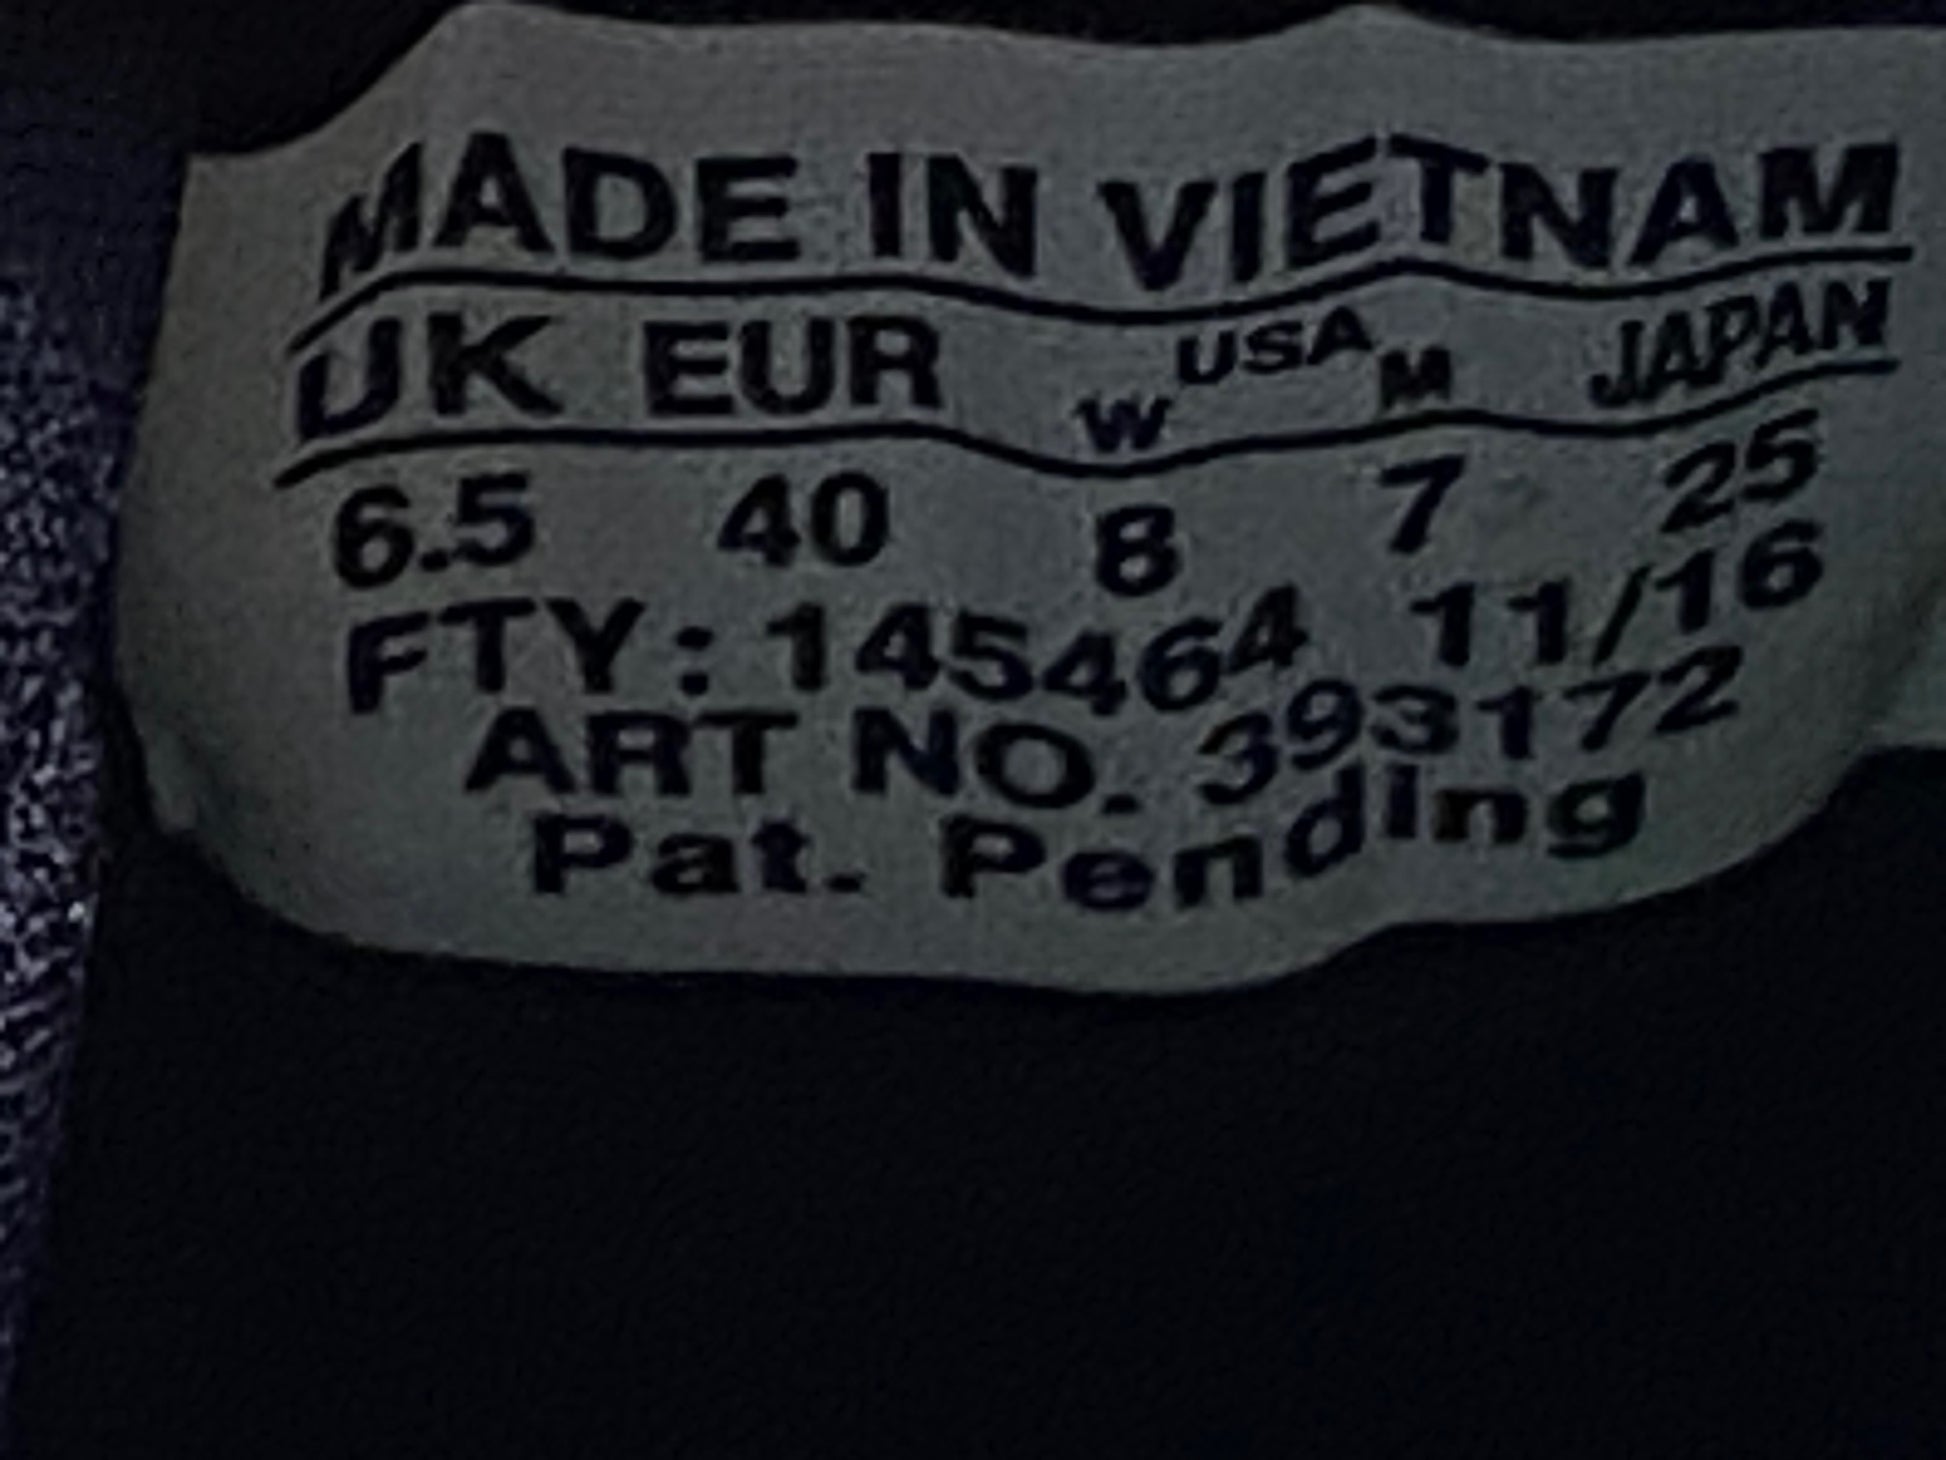 MADE IN VIETNAM
UK EUR W USA M JAPAN
6.5 40 8 7 25
FTY: 145464 11/16
ART NO. 393172
Pat. Pending